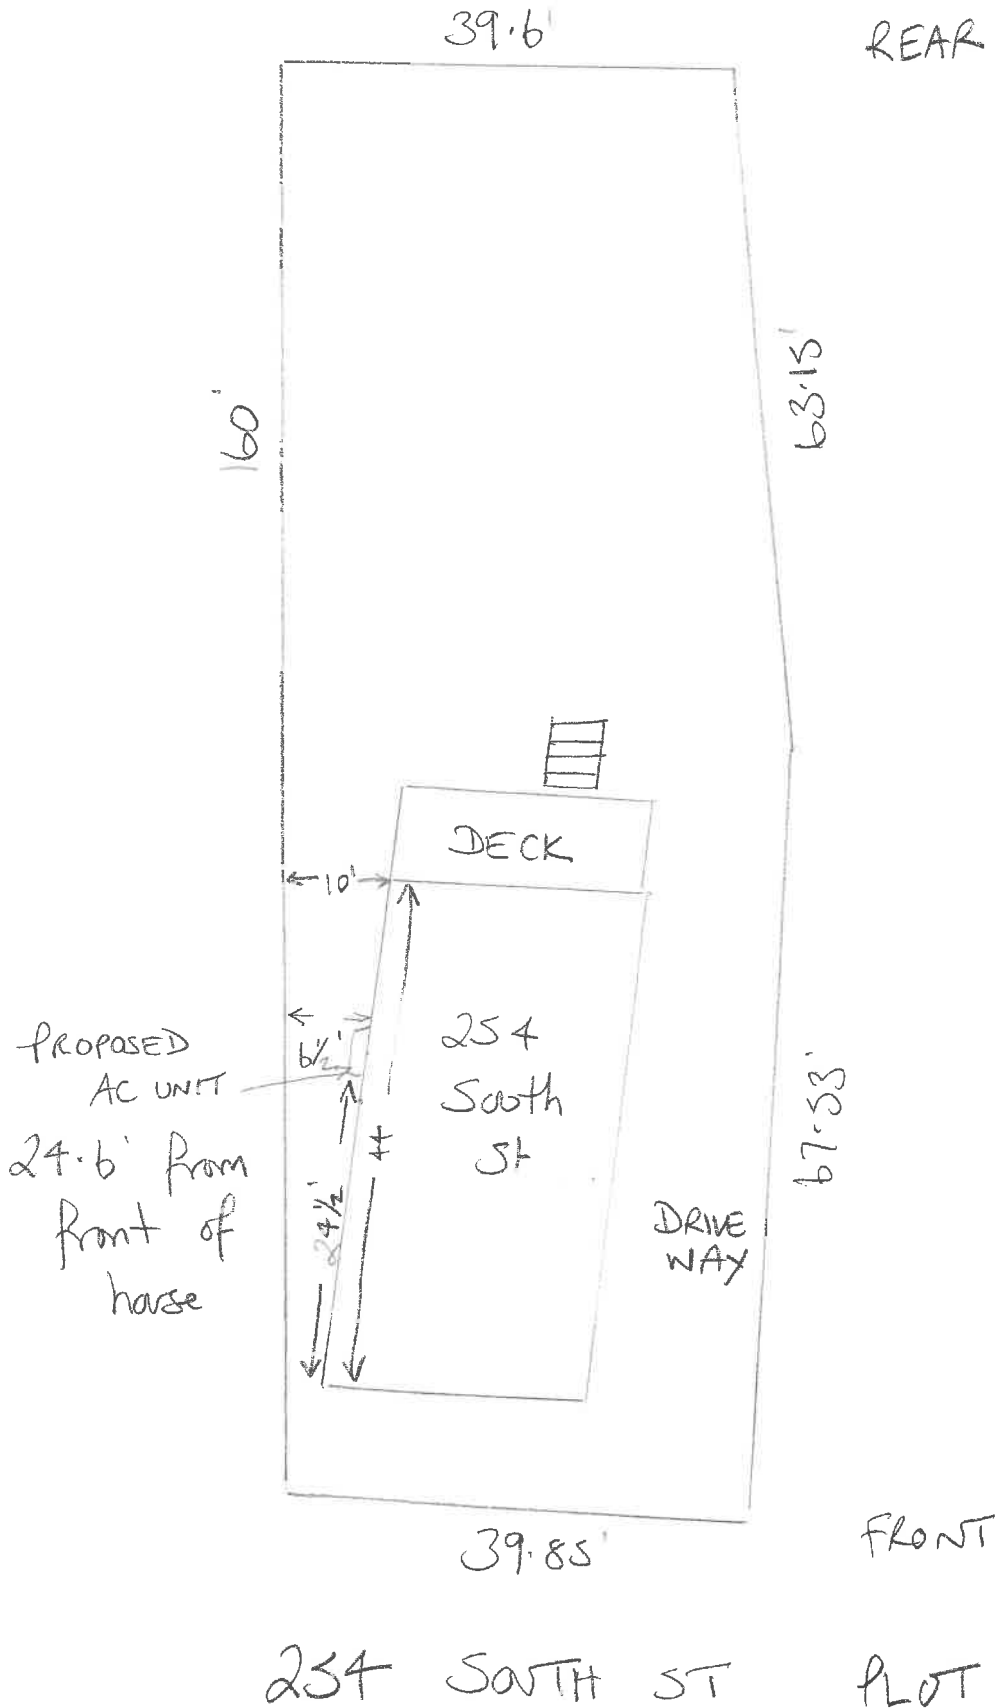 39.6'
REAR
160'
63.15'
DECK
10'
6½'
PROPOSED
AC UNIT
24.6' from
front of
house
254
South
St
44
24½'
DRIVE
WAY
67.53'
39.85'
FRONT
254 SOUTH ST PLOT